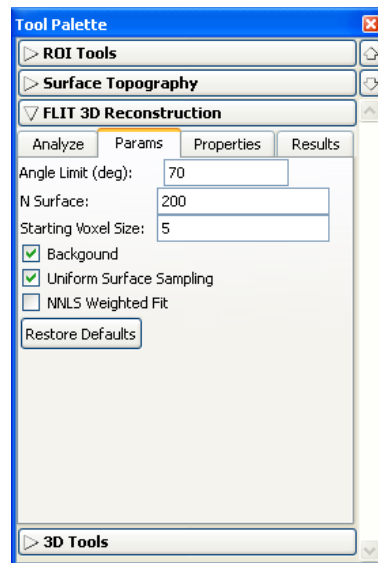 Tool Palette
ROI Tools
Surface Topography
FLIT 3D Reconstruction
Analyze Params Properties Results
Angle Limit (deg): 70
N Surface: 200
Starting Voxel Size: 5
Backgound
Uniform Surface Sampling
NNLS Weighted Fit
Restore Defaults
3D Tools